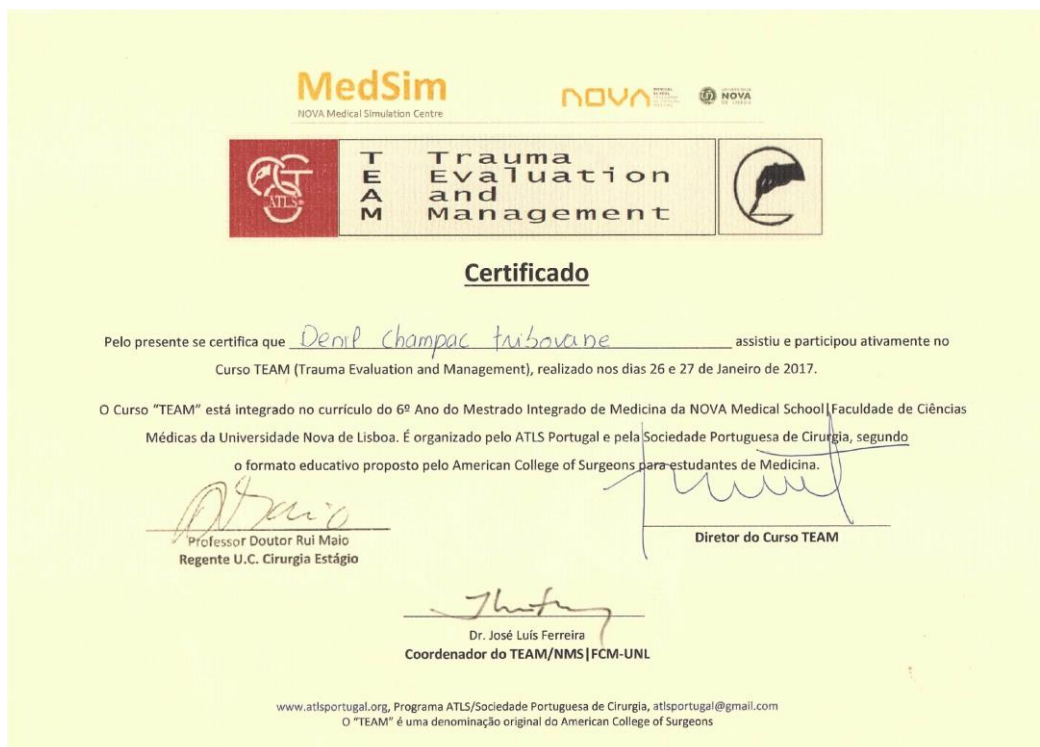 MedSim
NOVA Medical Simulation Centre
NOVA MEDICAL SCHOOL
UNIVERSIDADE NOVA DE LISBOA
ATLS®
T Trauma
E Evaluation
A and
M Management
Certificado
Pelo presente se certifica que Denil Champac assistiu e participou ativamente no
Curso TEAM (Trauma Evaluation and Management), realizado nos dias 26 e 27 de Janeiro de 2017.
O Curso "TEAM" está integrado no currículo do 6º Ano do Mestrado Integrado de Medicina da NOVA Medical School|Faculdade de Ciências
Médicas da Universidade Nova de Lisboa. É organizado pelo ATLS Portugal e pela Sociedade Portuguesa de Cirurgia, segundo
o formato educativo proposto pelo American College of Surgeons para estudantes de Medicina.
Professor Doutor Rui Maio
Regente U.C. Cirurgia Estágio
Diretor do Curso TEAM
Dr. José Luís Ferreira
Coordenador do TEAM/NMS|FCM-UNL
www.atlsportugal.org, Programa ATLS/Sociedade Portuguesa de Cirurgia, atlsportugal@gmail.com
O "TEAM" é uma denominação original do American College of Surgeons